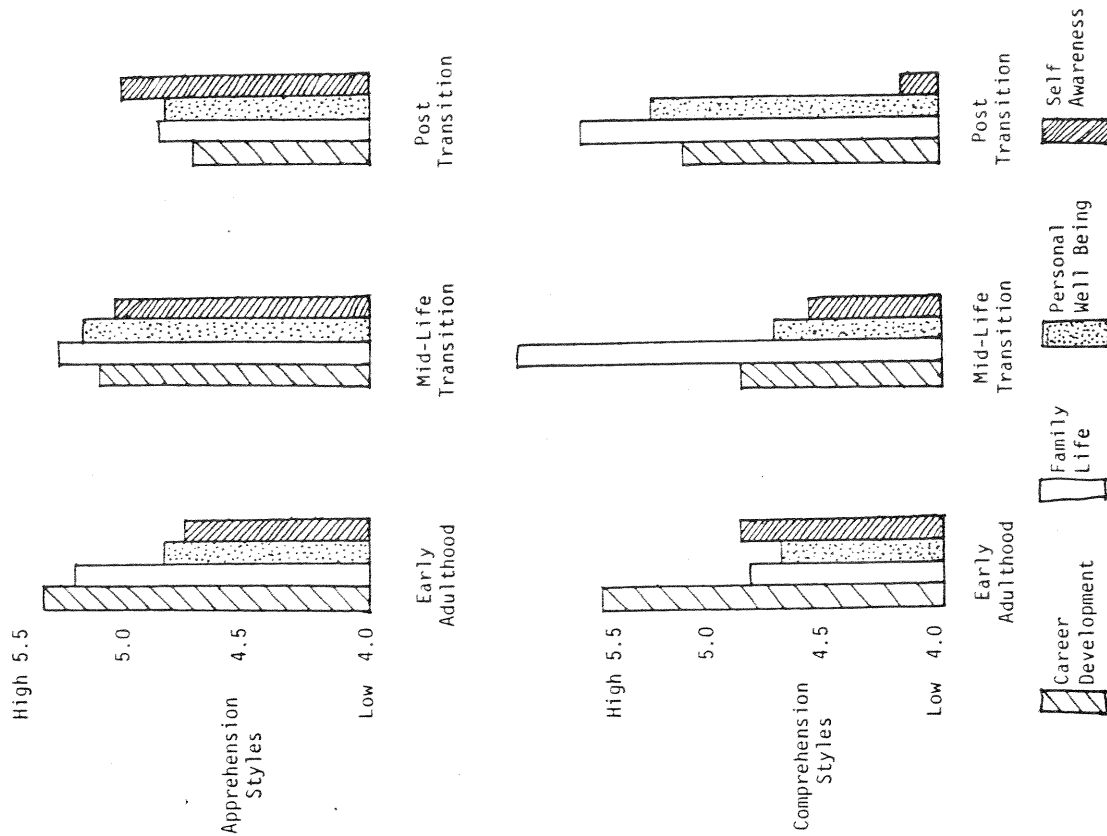 High 5.5
5.0
4.5
Low 4.0
Apprehension
Styles
Early
Adulthood
Mid-Life
Transition
Post
Transition
High 5.5
5.0
4.5
Low 4.0
Comprehension
Styles
Early
Adulthood
Mid-Life
Transition
Post
Transition
Career
Development
Family
Life
Personal
Well Being
Self
Awareness